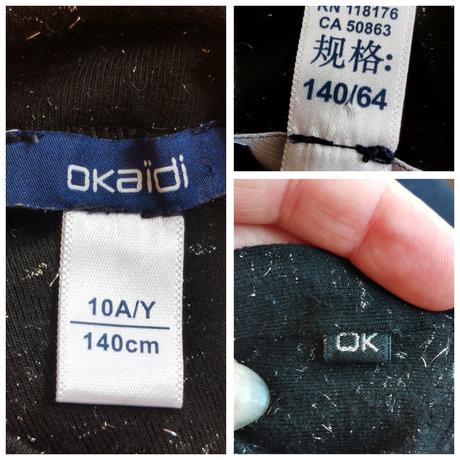 okaïdi
10A/Y
140cm
RN 118176
CA 50863
规格:
140/64
OK